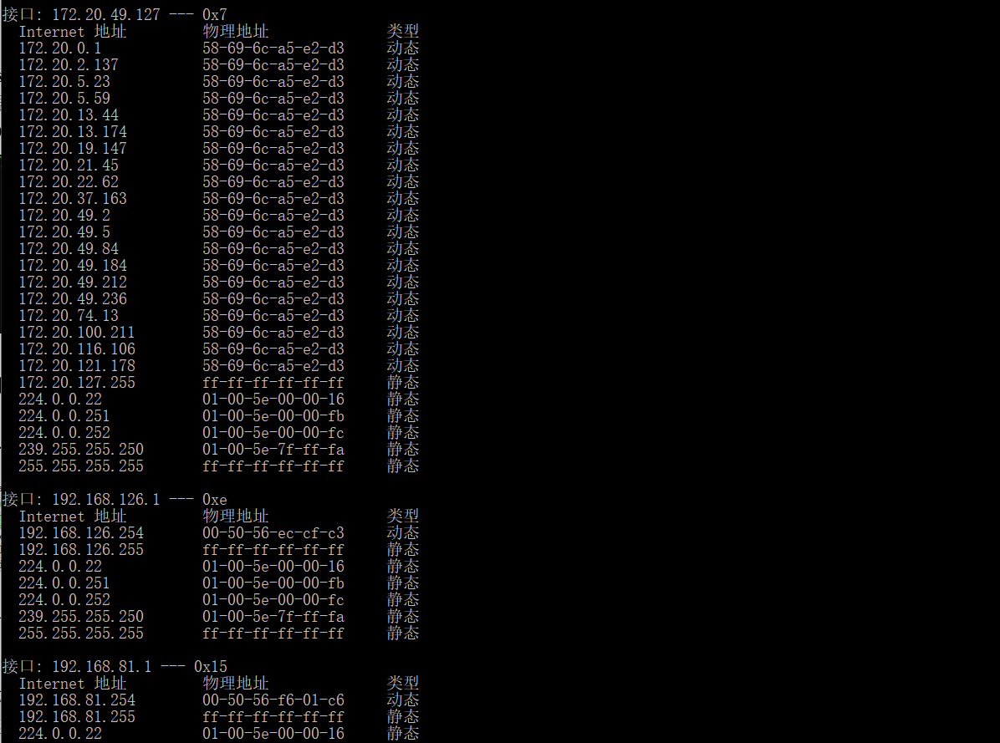 接口: 172.20.49.127 --- 0x7
Internet 地址 物理地址 类型
172.20.0.1 58-69-6c-a5-e2-d3 动态
172.20.2.137 58-69-6c-a5-e2-d3 动态
172.20.5.23 58-69-6c-a5-e2-d3 动态
172.20.5.59 58-69-6c-a5-e2-d3 动态
172.20.13.44 58-69-6c-a5-e2-d3 动态
172.20.13.174 58-69-6c-a5-e2-d3 动态
172.20.19.147 58-69-6c-a5-e2-d3 动态
172.20.21.45 58-69-6c-a5-e2-d3 动态
172.20.22.62 58-69-6c-a5-e2-d3 动态
172.20.37.163 58-69-6c-a5-e2-d3 动态
172.20.49.2 58-69-6c-a5-e2-d3 动态
172.20.49.5 58-69-6c-a5-e2-d3 动态
172.20.49.84 58-69-6c-a5-e2-d3 动态
172.20.49.184 58-69-6c-a5-e2-d3 动态
172.20.49.212 58-69-6c-a5-e2-d3 动态
172.20.49.236 58-69-6c-a5-e2-d3 动态
172.20.74.13 58-69-6c-a5-e2-d3 动态
172.20.100.211 58-69-6c-a5-e2-d3 动态
172.20.116.106 58-69-6c-a5-e2-d3 动态
172.20.121.178 58-69-6c-a5-e2-d3 动态
172.20.127.255 ff-ff-ff-ff-ff-ff 静态
224.0.0.22 01-00-5e-00-00-16 静态
224.0.0.251 01-00-5e-00-00-fb 静态
224.0.0.252 01-00-5e-00-00-fc 静态
239.255.255.250 01-00-5e-7f-ff-fa 静态
255.255.255.255 ff-ff-ff-ff-ff-ff 静态
接口: 192.168.126.1 --- 0xe
Internet 地址 物理地址 类型
192.168.126.254 00-50-56-ec-cf-c3 动态
192.168.126.255 ff-ff-ff-ff-ff-ff 静态
224.0.0.22 01-00-5e-00-00-16 静态
224.0.0.251 01-00-5e-00-00-fb 静态
224.0.0.252 01-00-5e-00-00-fc 静态
239.255.255.250 01-00-5e-7f-ff-fa 静态
255.255.255.255 ff-ff-ff-ff-ff-ff 静态
接口: 192.168.81.1 --- 0x15
Internet 地址 物理地址 类型
192.168.81.254 00-50-56-f6-01-c6 动态
192.168.81.255 ff-ff-ff-ff-ff-ff 静态
224.0.0.22 01-00-5e-00-00-16 静态